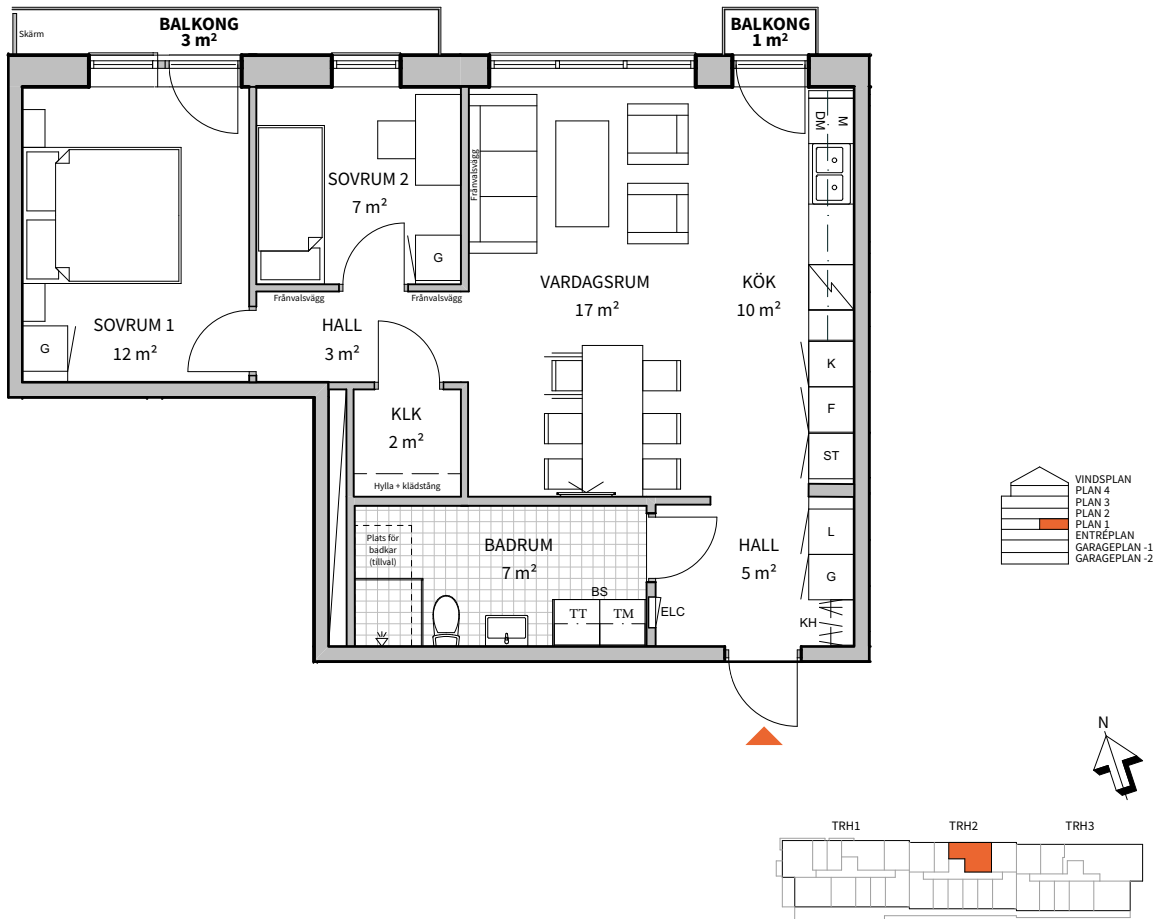 BALKONG
3 m²
BALKONG
1 m²
Skärm
DM
M
Frånvalsvägg
SOVRUM 2
7 m²
G
VARDAGSRUM
17 m²
KÖK
10 m²
Frånvalsvägg
Frånvalsvägg
SOVRUM 1
12 m²
G
HALL
3 m²
K
F
ST
KLK
2 m²
Hylla + klädstång
Plats för
badkar
(tillval)
BADRUM
7 m²
BS
TT
TM
ELC
HALL
5 m²
L
G
KH
VINDSPLAN
PLAN 4
PLAN 3
PLAN 2
PLAN 1
ENTRÉPLAN
GARAGEPLAN -1
GARAGEPLAN -2
N
TRH1
TRH2
TRH3